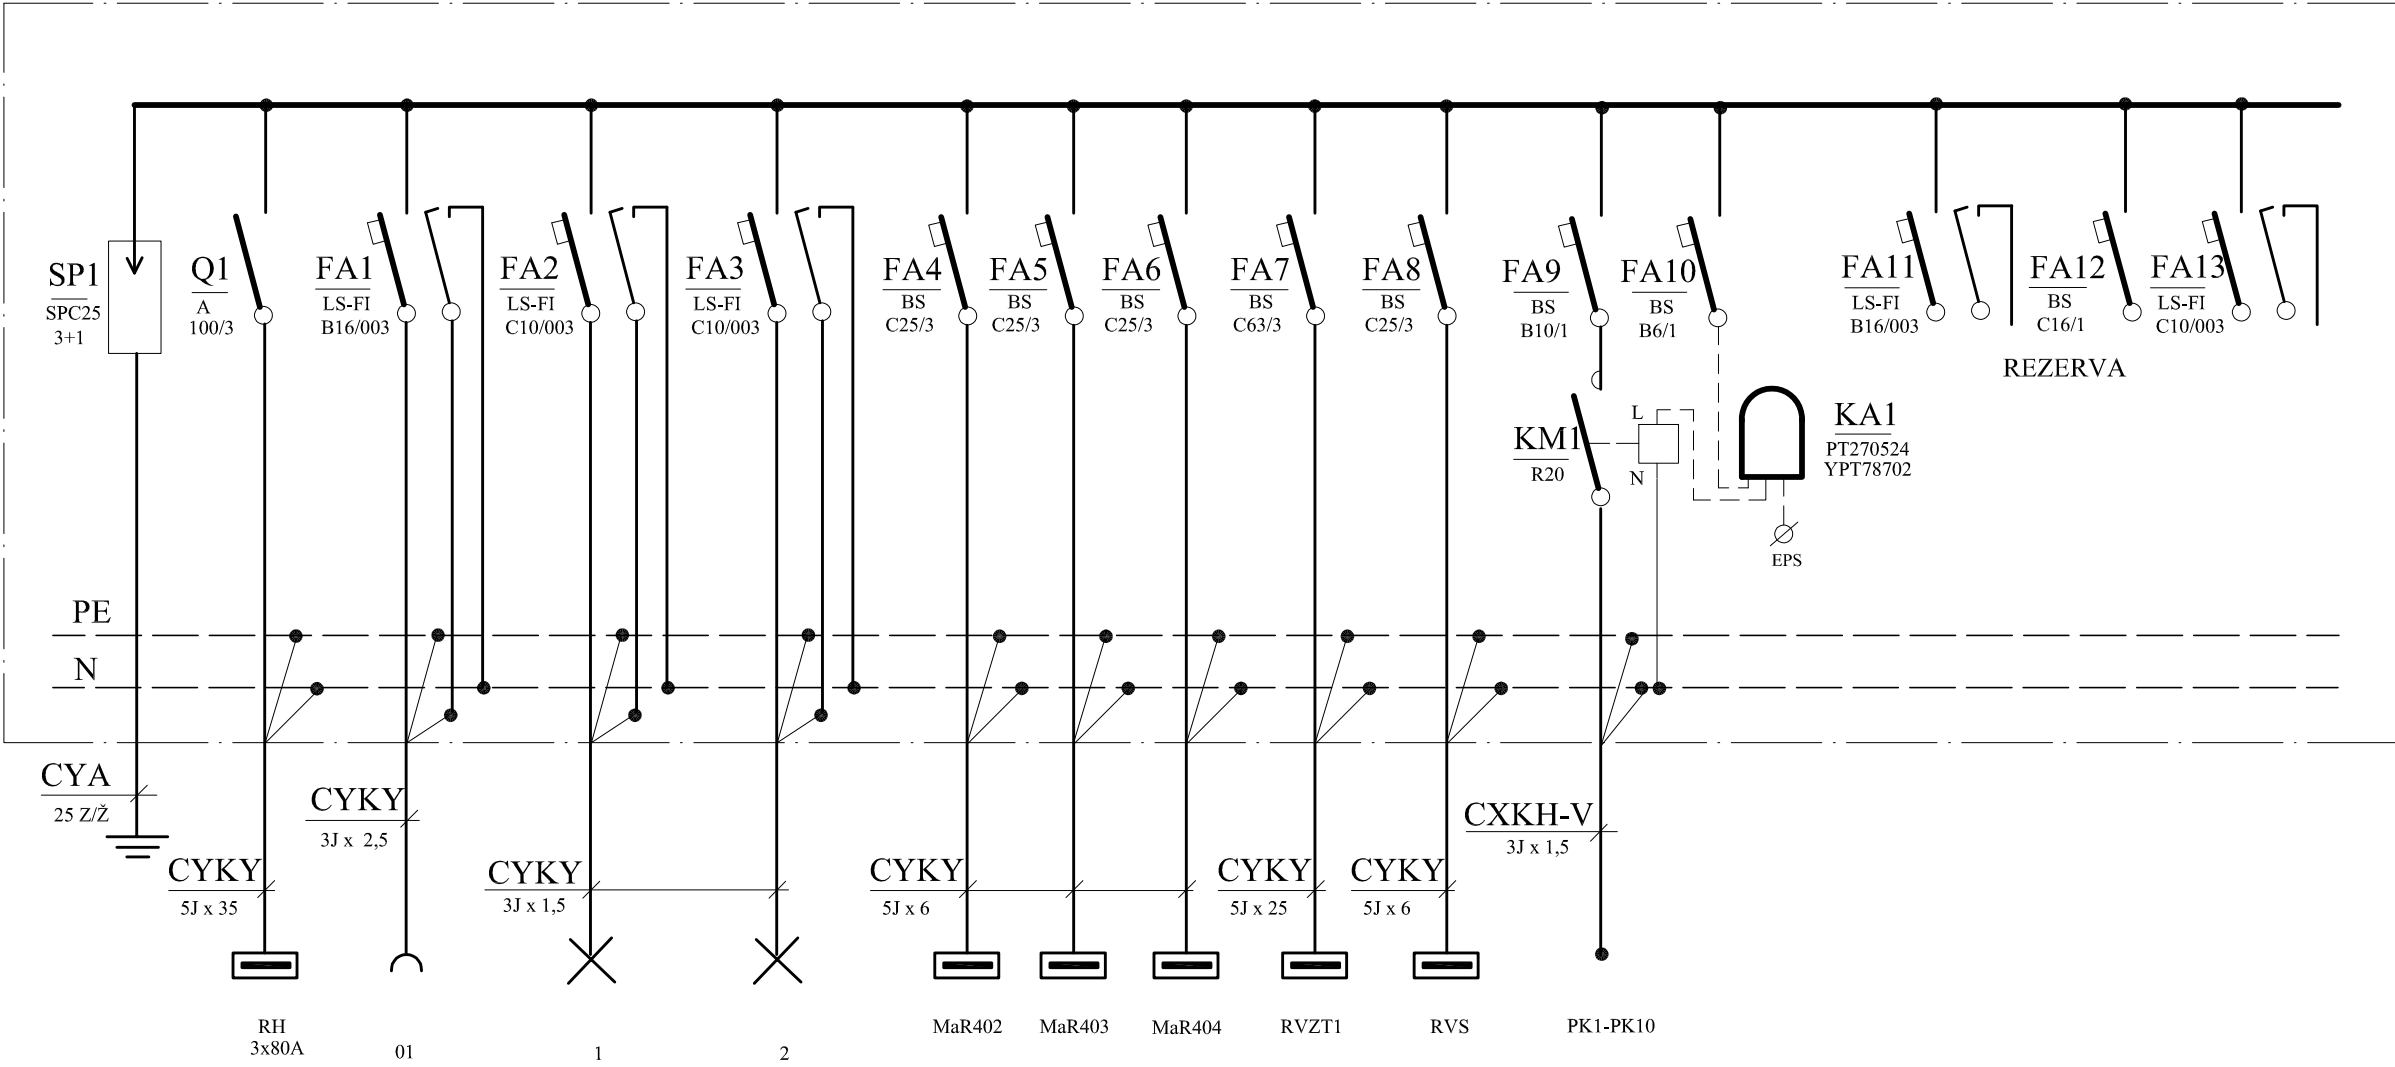 SP1
SPC25
3+1
Q1
A
100/3
FA1
LS-FI
B16/003
FA2
LS-FI
C10/003
FA3
LS-FI
C10/003
FA4
BS
C25/3
FA5
BS
C25/3
FA6
BS
C25/3
FA7
BS
C63/3
FA8
BS
C25/3
FA9
BS
B10/1
FA10
BS
B6/1
FA11
LS-FI
B16/003
FA12
BS
C16/1
FA13
LS-FI
C10/003
REZERVA
KM1
R20
L
N
KA1
PT270524
YPT78702
EPS
PE
N
CYA
25 Z/Ž
CYKY
5J x 35
CYKY
3J x 2,5
CYKY
3J x 1,5
CYKY
5J x 6
CYKY
5J x 25
CYKY
5J x 6
CXKH-V
3J x 1,5
RH
3x80A
01
1
2
MaR402
MaR403
MaR404
RVZT1
RVS
PK1-PK10